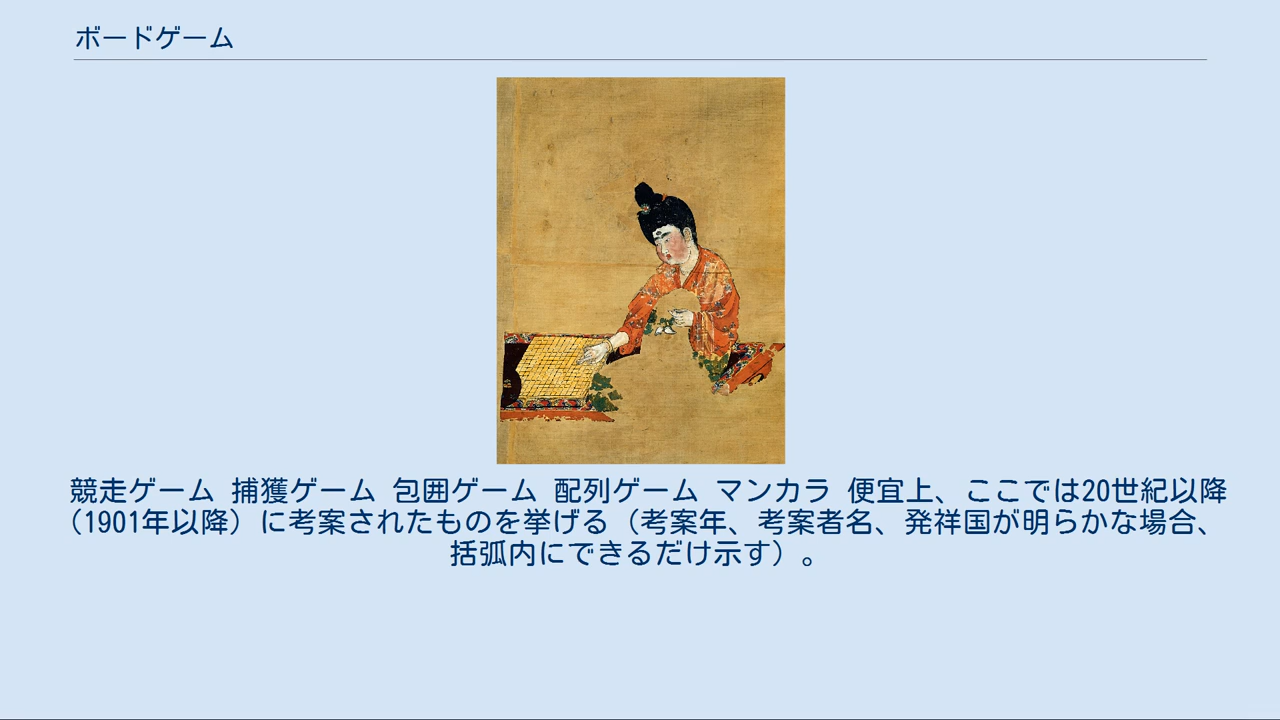 ボードゲーム
競走ゲーム 捕獲ゲーム 包囲ゲーム 配列ゲーム マンカラ 便宜上、ここでは20世紀以降
（1901年以降）に考案されたものを挙げる（考案年、考案者名、発祥国が明らかな場合、
括弧内にできるだけ示す）。